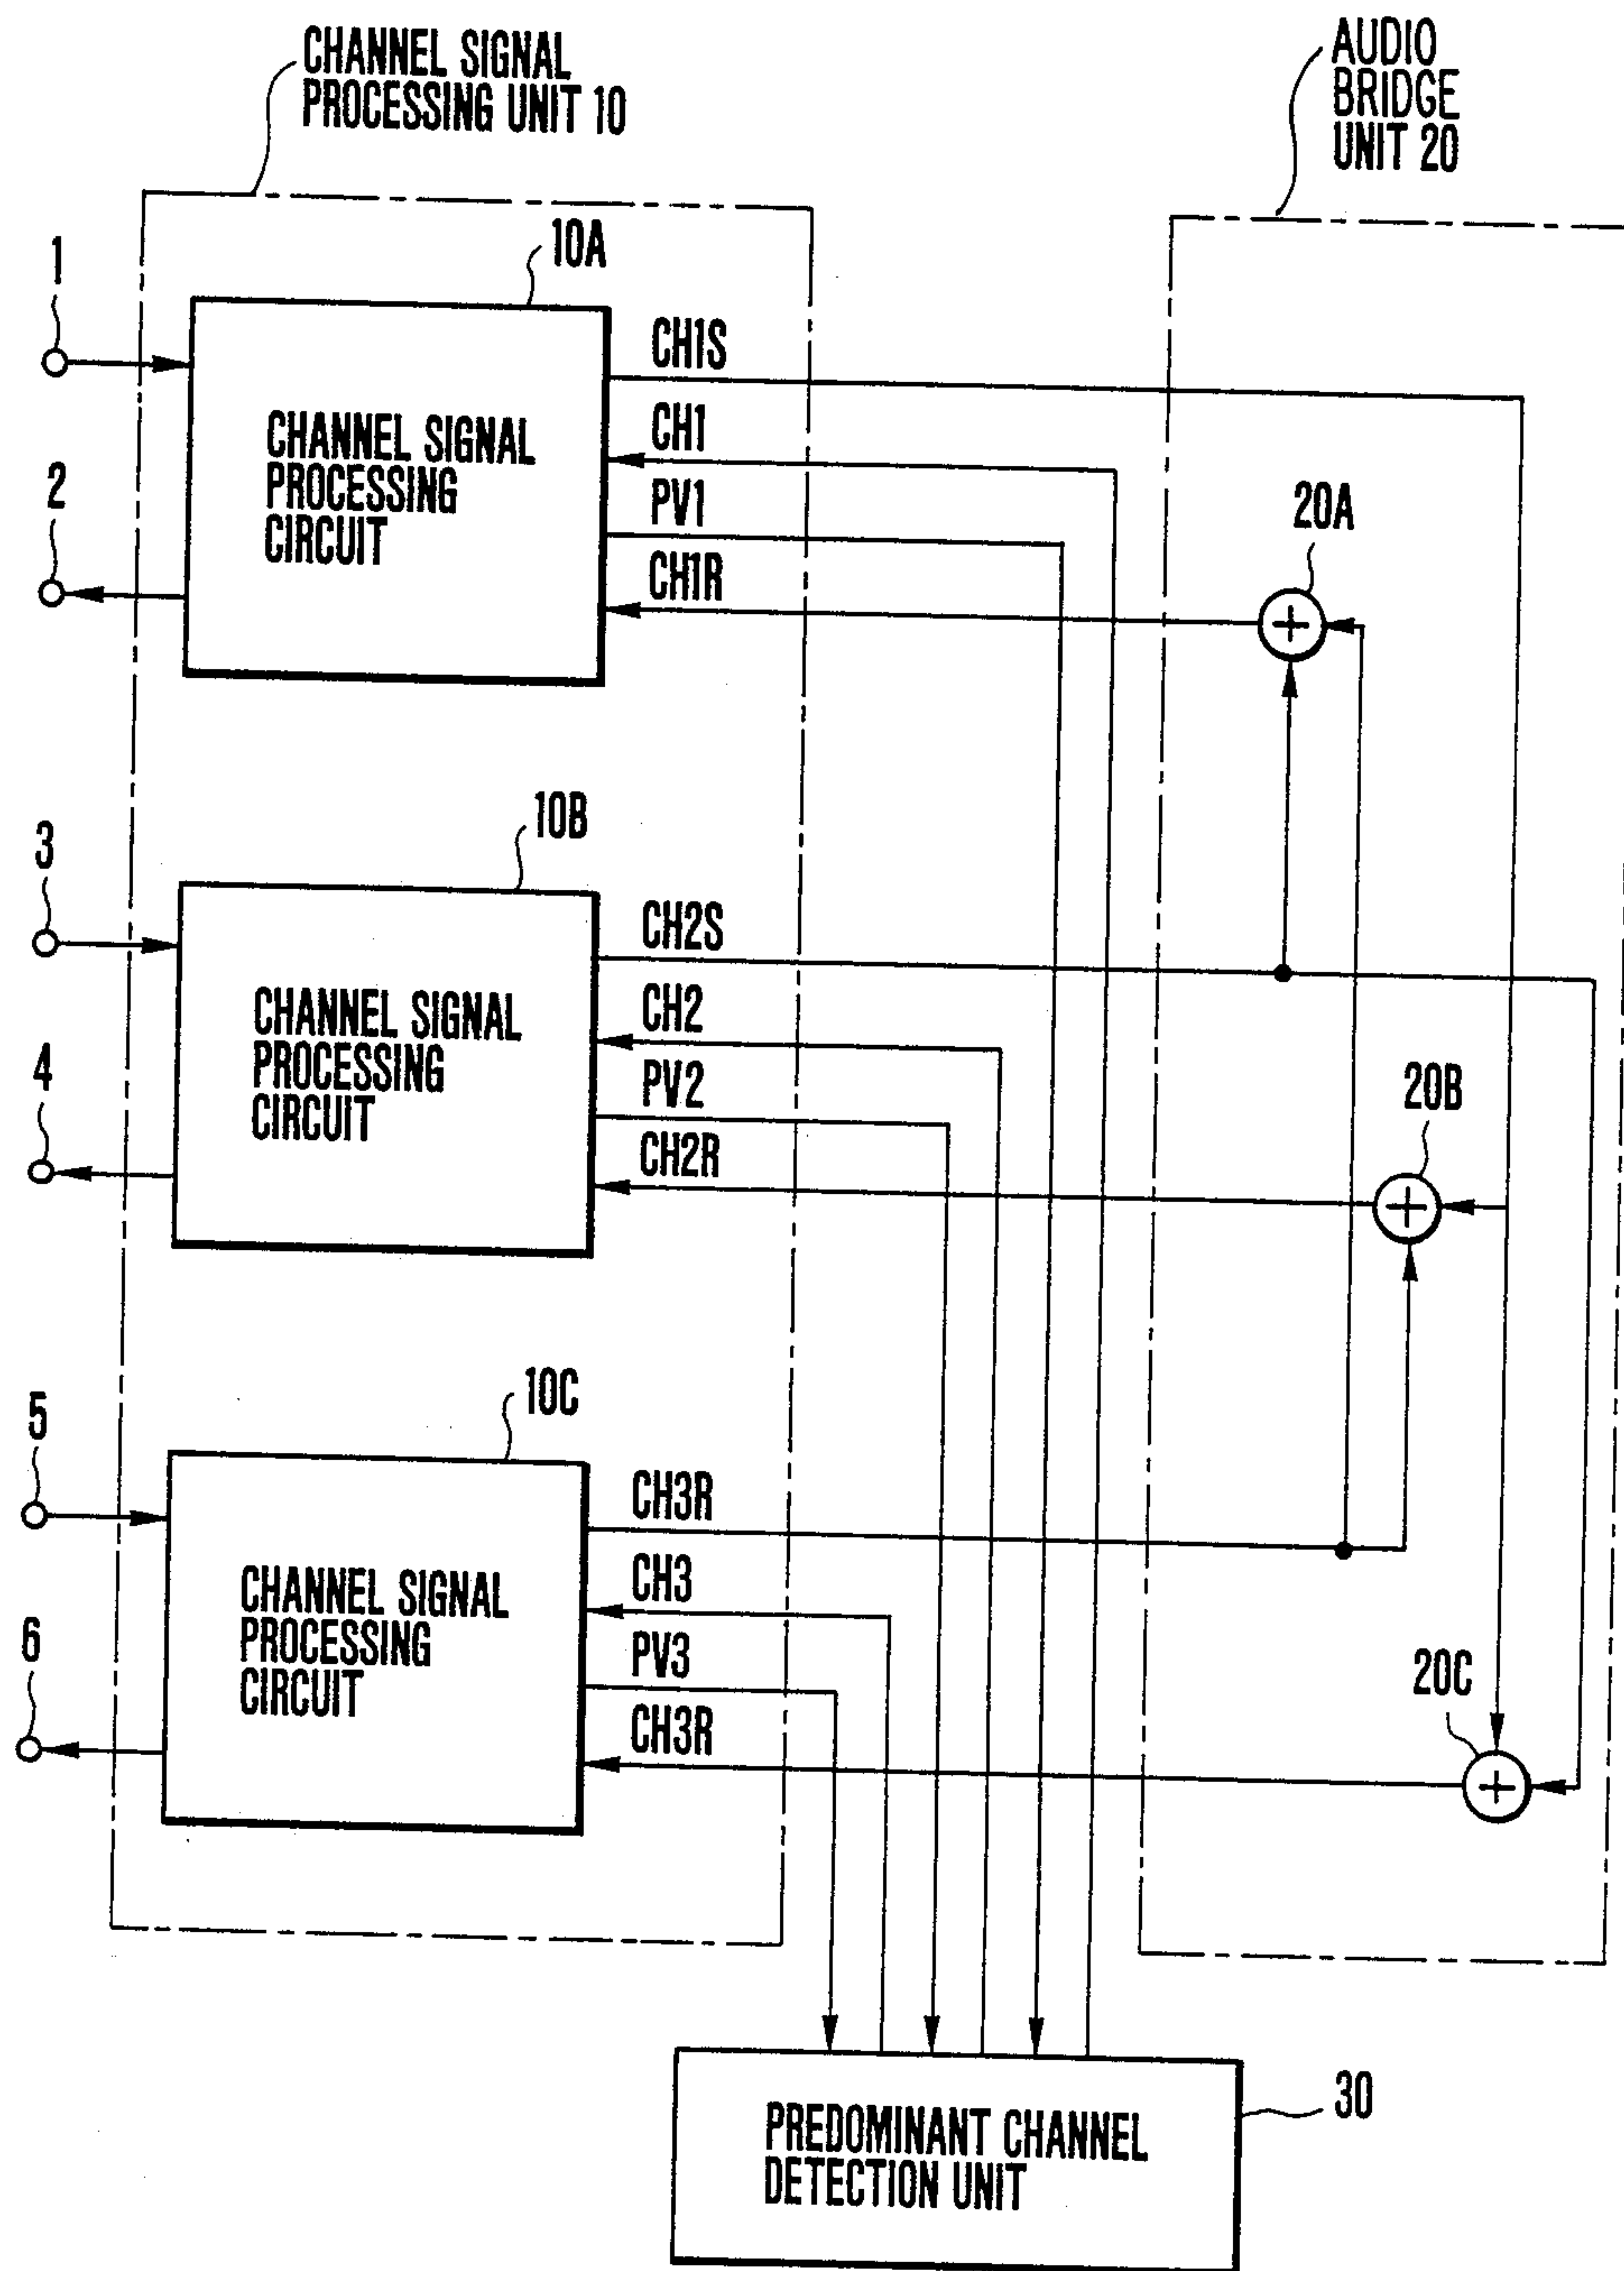 CHANNEL SIGNAL
PROCESSING UNIT 10
AUDIO
BRIDGE
UNIT 20
1
10A
CH1S
CHANNEL SIGNAL
PROCESSING
CIRCUIT
CH1
PV1
CH1R
2
20A
+
3
10B
CH2S
CHANNEL SIGNAL
PROCESSING
CIRCUIT
CH2
PV2
CH2R
4
20B
+
5
10C
CH3R
CHANNEL SIGNAL
PROCESSING
CIRCUIT
CH3
PV3
CH3R
6
20C
+
PREDOMINANT CHANNEL
DETECTION UNIT
30